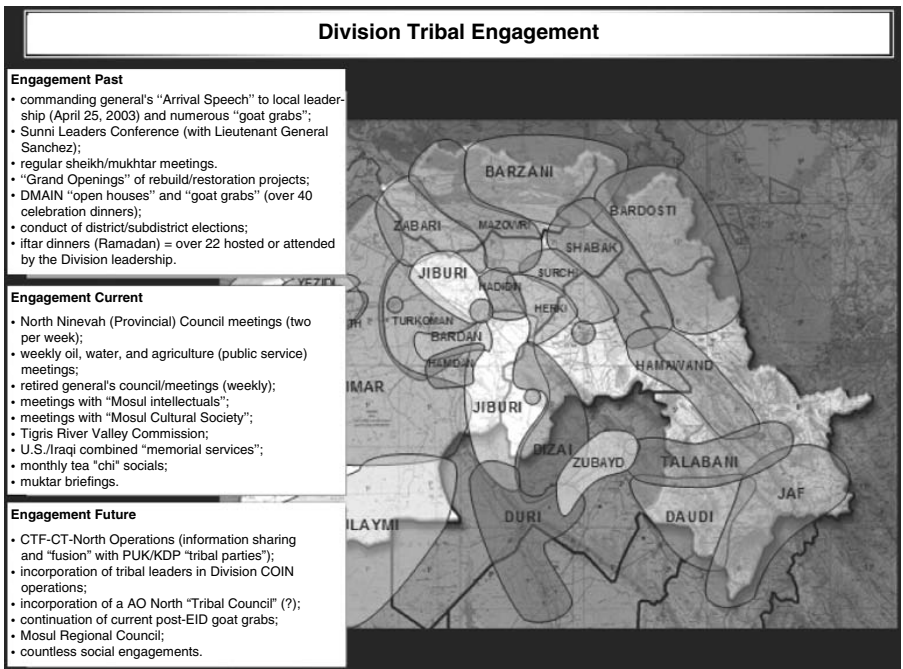 Division Tribal Engagement
Engagement Past
• commanding general's “Arrival Speech” to local leader-
ship (April 25, 2003) and numerous “goat grabs”;
• Sunni Leaders Conference (with Lieutenant General
Sanchez);
• regular sheikh/mukhtar meetings.
• “Grand Openings” of rebuild/restoration projects;
• DMAIN “open houses” and “goat grabs” (over 40
celebration dinners);
• conduct of district/subdistrict elections;
• iftar dinners (Ramadan) = over 22 hosted or attended
by the Division leadership.
Engagement Current
• North Ninevah (Provincial) Council meetings (two
per week);
• weekly oil, water, and agriculture (public service)
meetings;
• retired general's council/meetings (weekly);
• meetings with “Mosul intellectuals”;
• meetings with “Mosul Cultural Society”;
• Tigris River Valley Commission;
• U.S./Iraqi combined “memorial services”;
• monthly tea "chi" socials;
• muktar briefings.
Engagement Future
• CTF-CT-North Operations (information sharing
and “fusion” with PUK/KDP “tribal parties”);
• incorporation of tribal leaders in Division COIN
operations;
• incorporation of a AO North “Tribal Council” (?);
• continuation of current post-EID goat grabs;
• Mosul Regional Council;
• countless social engagements.
BARZANI
BARDOSTI
ZABARI
MAZOWRI
SHABAK
JIBURI
SURCHI
HADIDN
YEZIDI
HERKI
TURKOMAN
BARDAN
HAMDAN
HAMAWAND
UMAR
JIBURI
DIZAI
ZUBAYD
TALABANI
JAF
DURI
DAUDI
ULAYMI